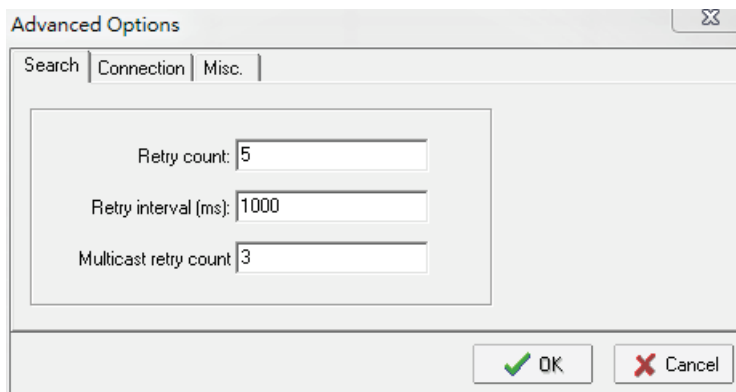 Advanced Options
Search Connection Misc.
Retry count: 5
Retry interval (ms): 1000
Multicast retry count 3
OK Cancel